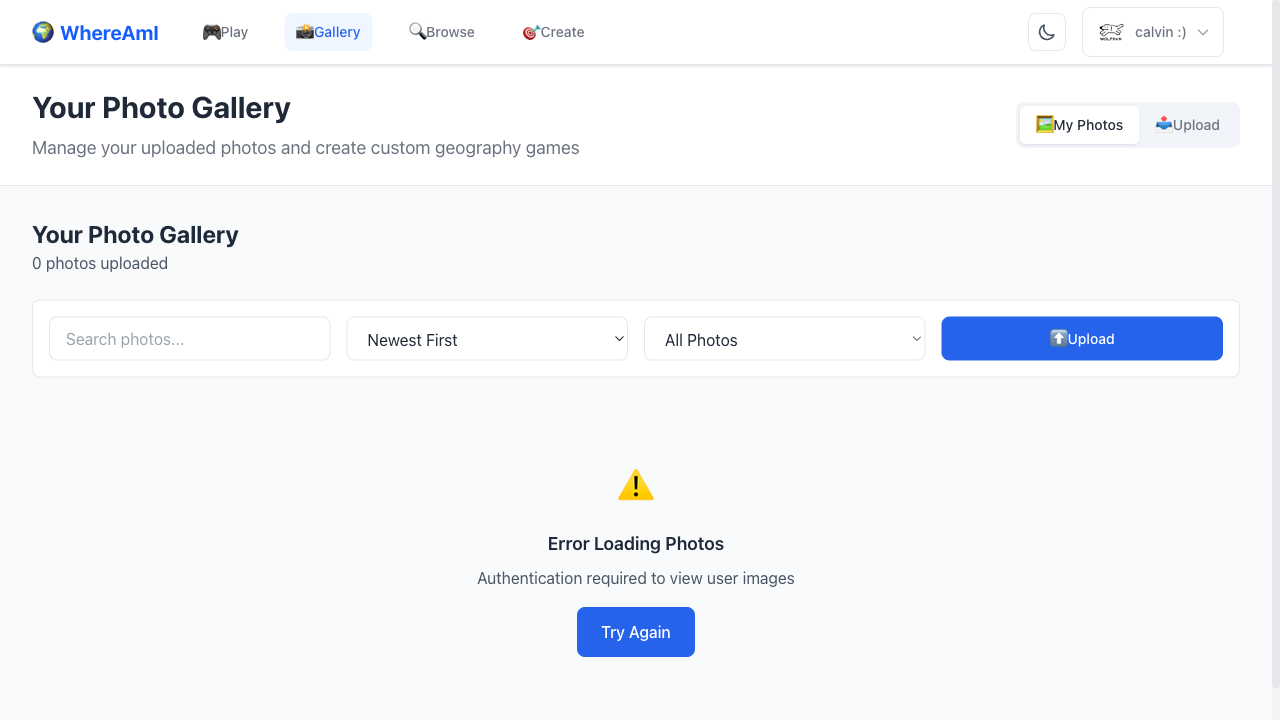 WhereAmI
Play
Gallery
Browse
Create
WOLFHUN
calvin :)
Your Photo Gallery
Manage your uploaded photos and create custom geography games
My Photos
Upload
Your Photo Gallery
0 photos uploaded
Search photos...
Newest First
All Photos
Upload
Error Loading Photos
Authentication required to view user images
Try Again